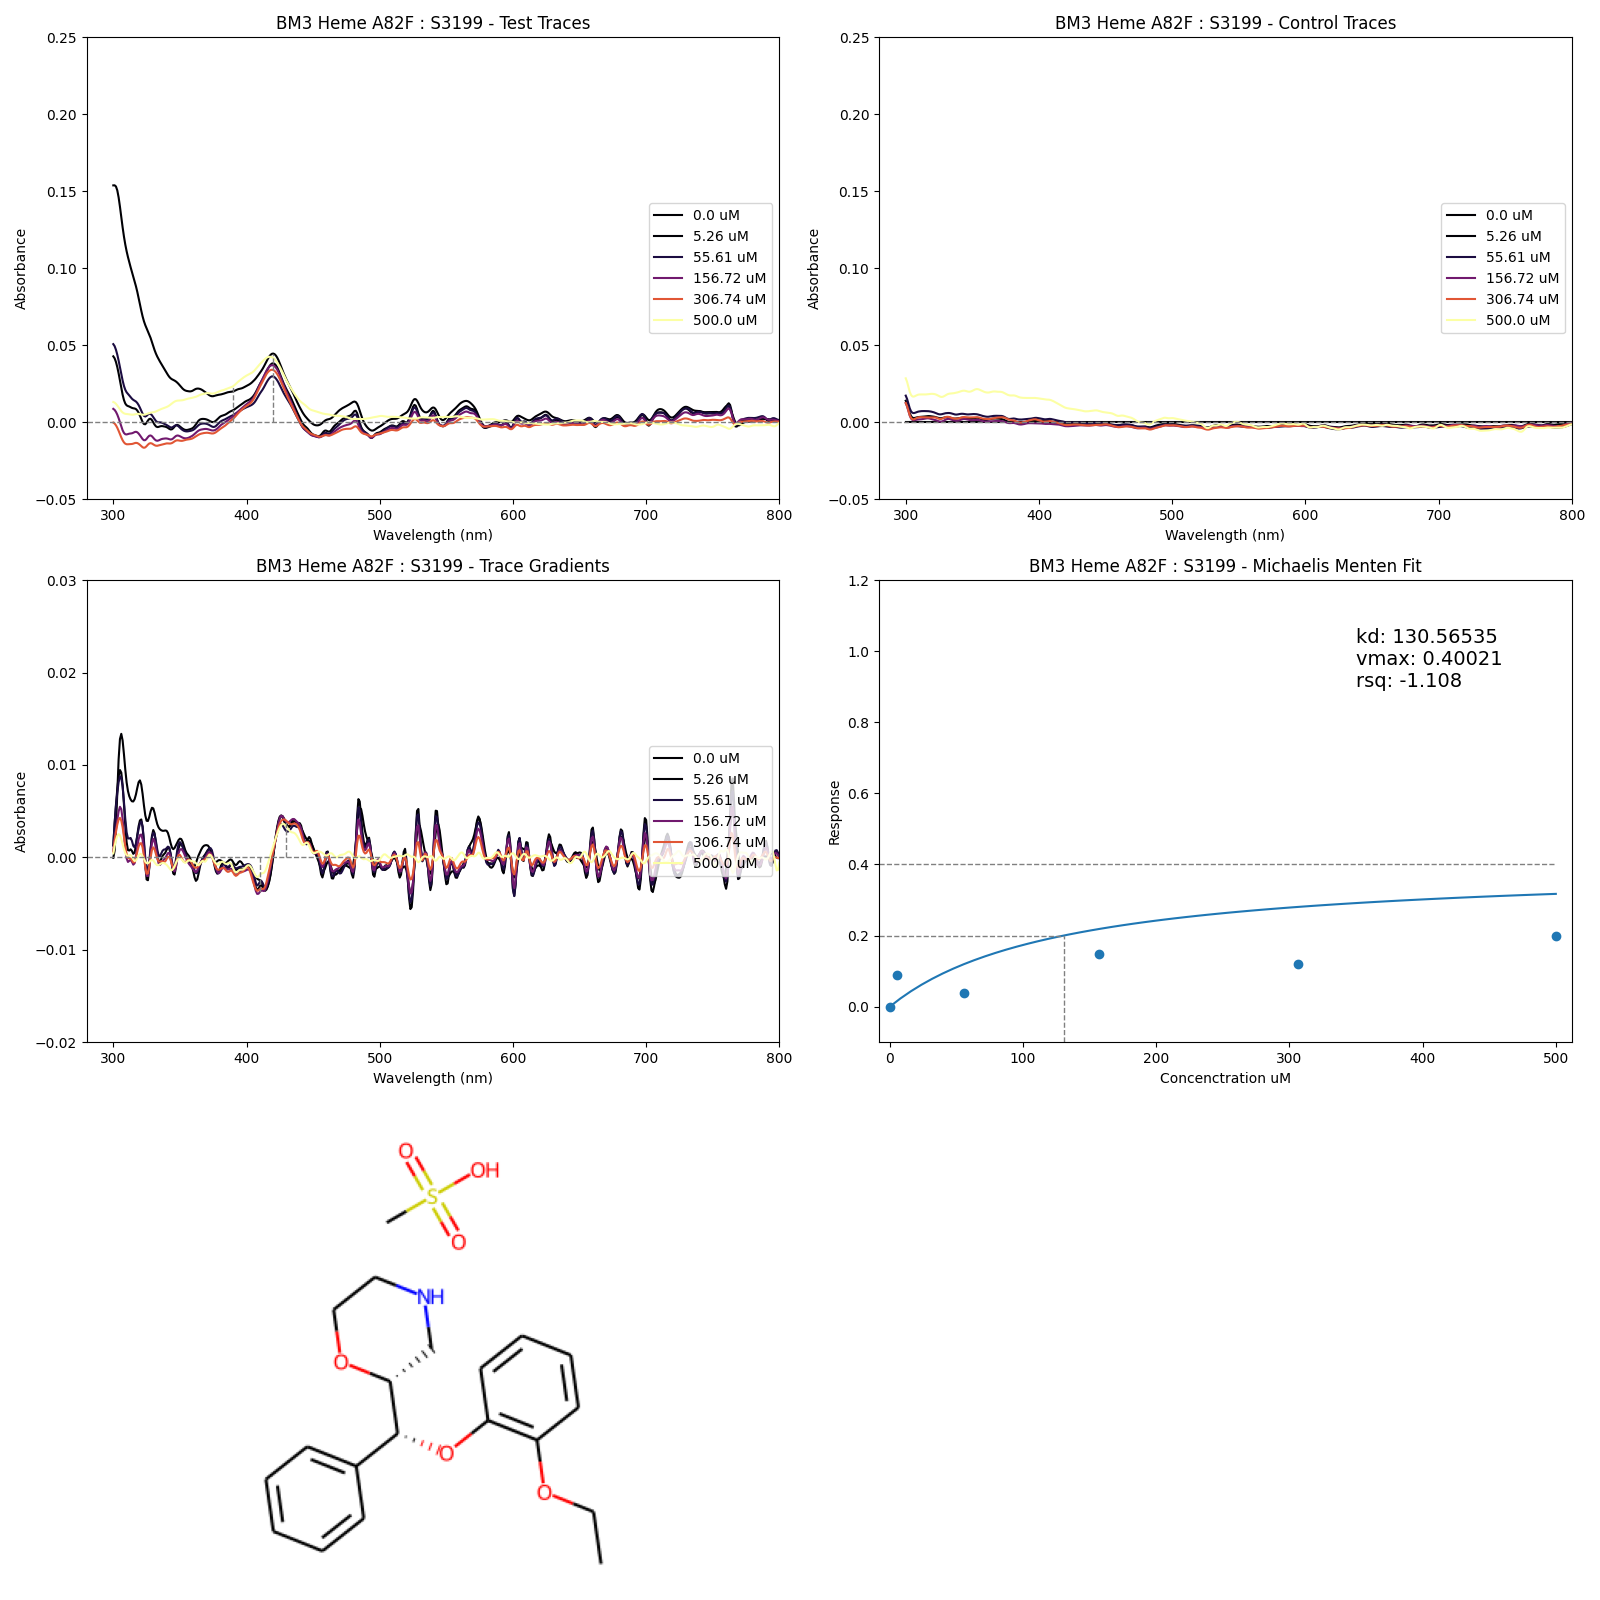 BM3 Heme A82F : S3199 - Test Traces
0.25
0.20
0.15
0.10
0.05
0.00
−0.05
Absorbance
300 400 500 600 700 800
Wavelength (nm)
0.0 uM
5.26 uM
55.61 uM
156.72 uM
306.74 uM
500.0 uM
BM3 Heme A82F : S3199 - Control Traces
0.25
0.20
0.15
0.10
0.05
0.00
−0.05
Absorbance
300 400 500 600 700 800
Wavelength (nm)
0.0 uM
5.26 uM
55.61 uM
156.72 uM
306.74 uM
500.0 uM
BM3 Heme A82F : S3199 - Trace Gradients
0.03
0.02
0.01
0.00
−0.01
−0.02
Absorbance
300 400 500 600 700 800
Wavelength (nm)
0.0 uM
5.26 uM
55.61 uM
156.72 uM
306.74 uM
500.0 uM
BM3 Heme A82F : S3199 - Michaelis Menten Fit
1.2
1.0
0.8
0.6
0.4
0.2
0.0
Response
kd: 130.56535
vmax: 0.40021
rsq: -1.108
0 100 200 300 400 500
Concenctration uM
O
OH
S
O
NH
O
O
O